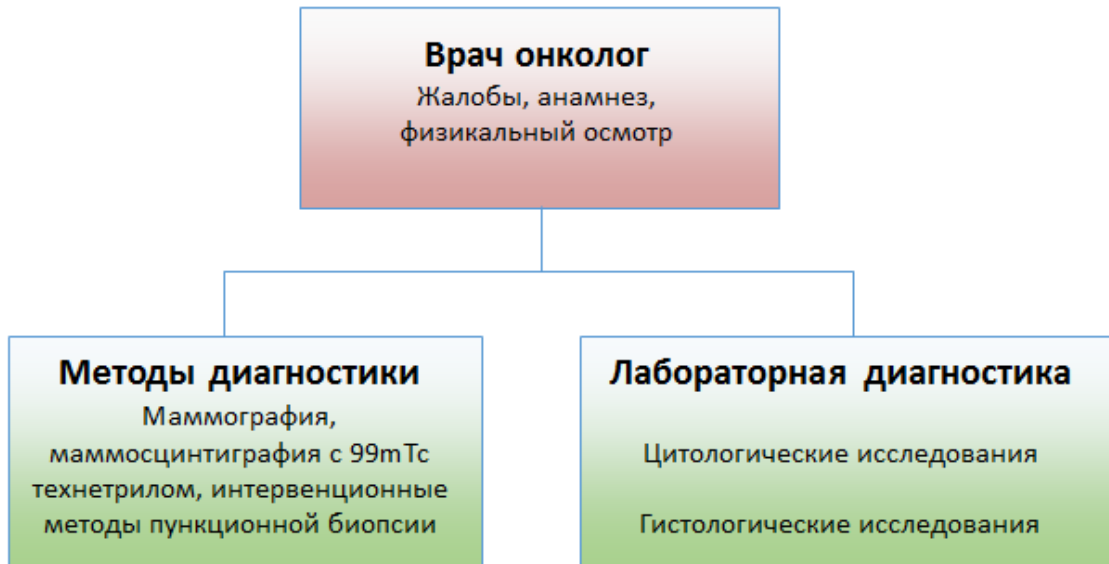 Врач онколог
Жалобы, анамнез,
физикальный осмотр
Методы диагностики
Маммография,
маммосцинтиграфия с 99mTc
технетрилом, интервенционные
методы пункционной биопсии
Лабораторная диагностика
Цитологические исследования
Гистологические исследования